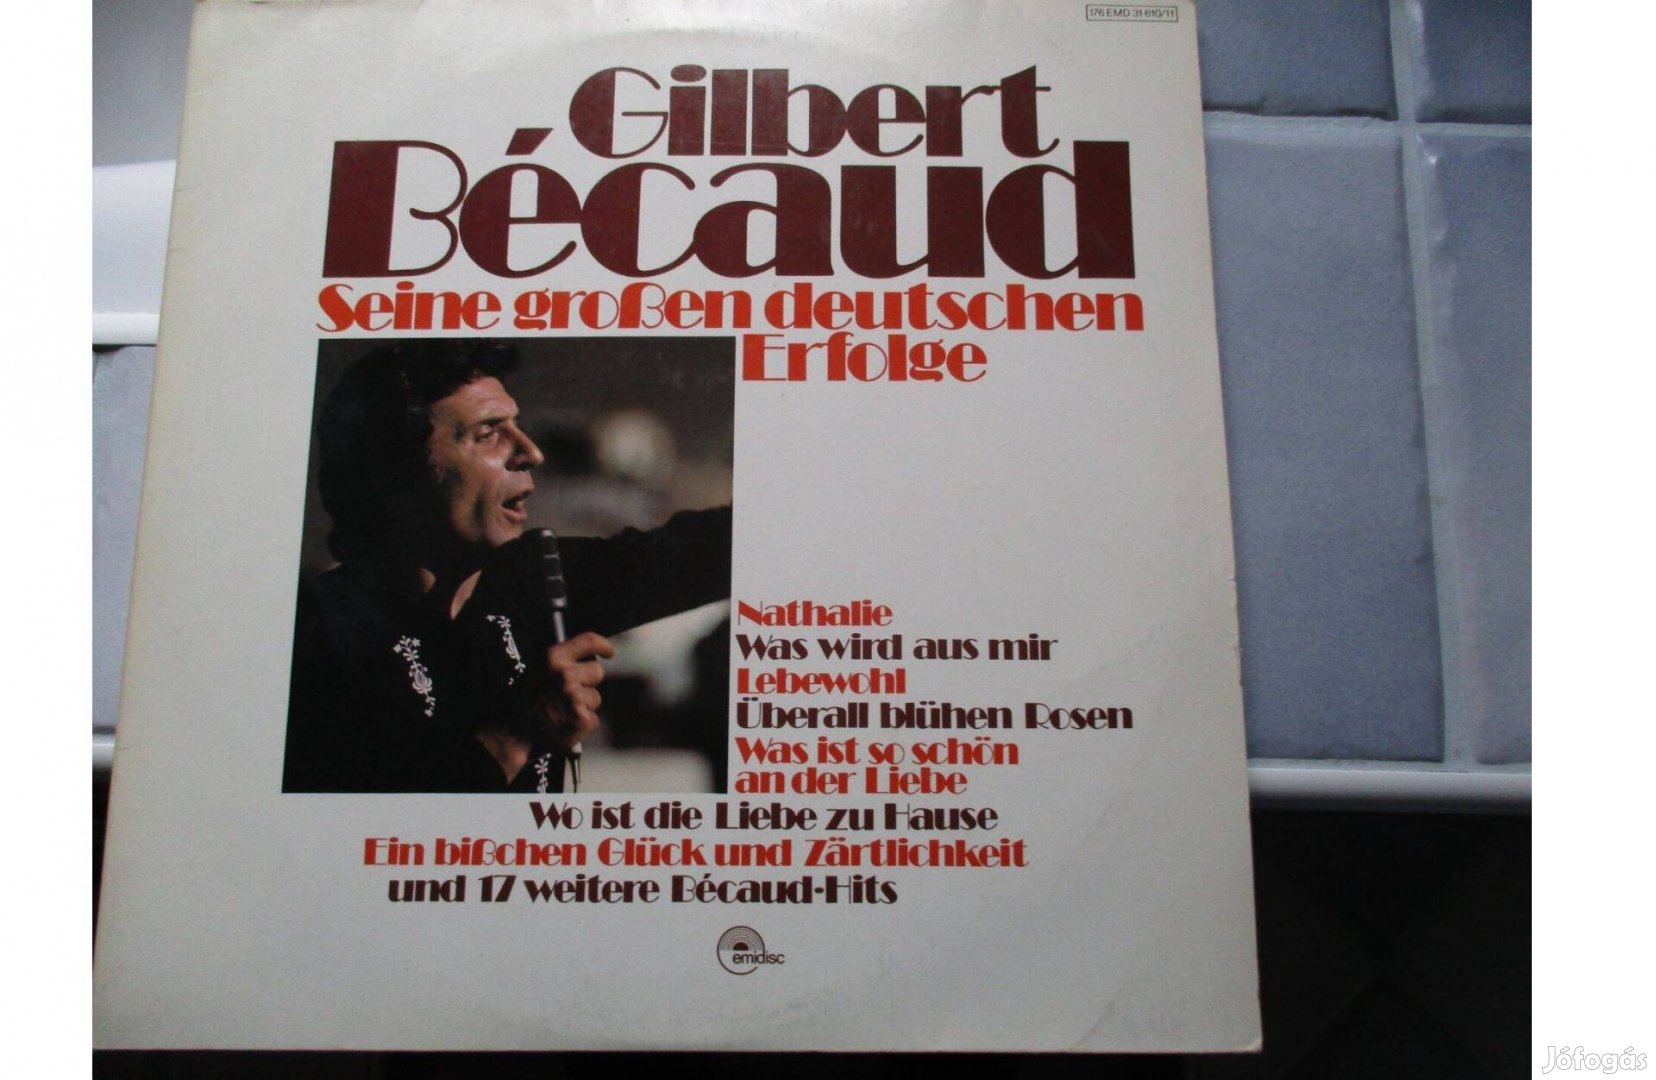 176 EMD 31 610/11
Gilbert
Bécaud
Seine großen deutschen
Erfolge
Nathalie
Was wird aus mir
Lebewohl
Überall blühen Rosen
Was ist so schön
an der Liebe
Wo ist die Liebe zu Hause
Ein bißchen Glück und Zärtlichkeit
und 17 weitere Bécaud-Hits
emidisc
Jófogás